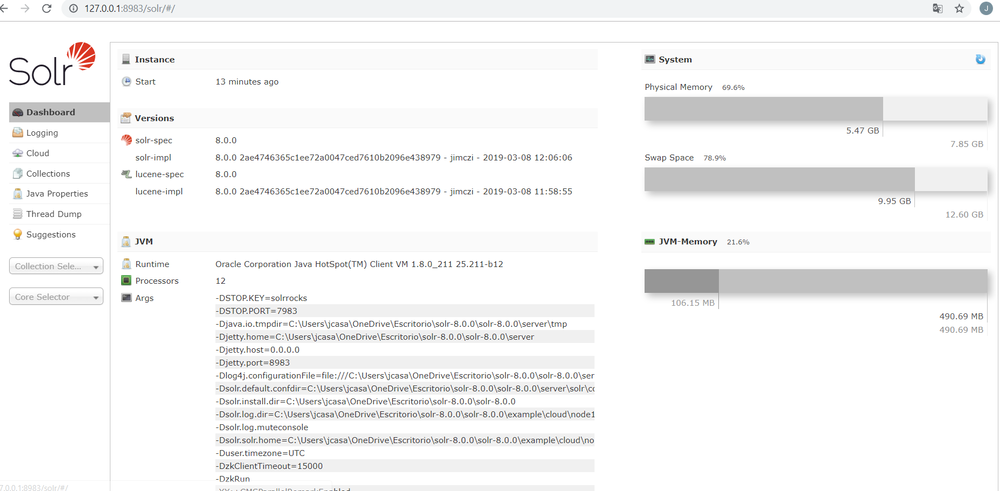 127.0.0.1:8983/solr/#/
J
Solr
Dashboard
Logging
Cloud
Collections
Java Properties
Thread Dump
Suggestions
Collection Sele...
Core Selector
Instance
Start 13 minutes ago
Versions
solr-spec 8.0.0
solr-impl 8.0.0 2ae4746365c1ee72a0047ced7610b2096e438979 - jimczi - 2019-03-08 12:06:06
lucene-spec 8.0.0
lucene-impl 8.0.0 2ae4746365c1ee72a0047ced7610b2096e438979 - jimczi - 2019-03-08 11:58:55
JVM
Runtime Oracle Corporation Java HotSpot(TM) Client VM 1.8.0_211 25.211-b12
Processors 12
Args -DSTOP.KEY=solrrocks
-DSTOP.PORT=7983
-Djava.io.tmpdir=C:\Users\jcasa\OneDrive\Escritorio\solr-8.0.0\solr-8.0.0\server\tmp
-Djetty.home=C:\Users\jcasa\OneDrive\Escritorio\solr-8.0.0\solr-8.0.0\server
-Djetty.host=0.0.0.0
-Djetty.port=8983
-Dlog4j.configurationFile=file:///C:\Users\jcasa\OneDrive\Escritorio\solr-8.0.0\solr-8.0.0\ser
-Dsolr.default.confdir=C:\Users\jcasa\OneDrive\Escritorio\solr-8.0.0\solr-8.0.0\server\solr\co
-Dsolr.install.dir=C:\Users\jcasa\OneDrive\Escritorio\solr-8.0.0\solr-8.0.0
-Dsolr.log.dir=C:\Users\jcasa\OneDrive\Escritorio\solr-8.0.0\solr-8.0.0\example\cloud\node1
-Dsolr.log.muteconsole
-Dsolr.solr.home=C:\Users\jcasa\OneDrive\Escritorio\solr-8.0.0\solr-8.0.0\example\cloud\no
-Duser.timezone=UTC
-DzkClientTimeout=15000
-DzkRun
System
Physical Memory 69.6%
5.47 GB
7.85 GB
Swap Space 78.9%
9.95 GB
12.60 GB
JVM-Memory 21.6%
106.15 MB
490.69 MB
490.69 MB
7.0.0.1:8983/solr/#/